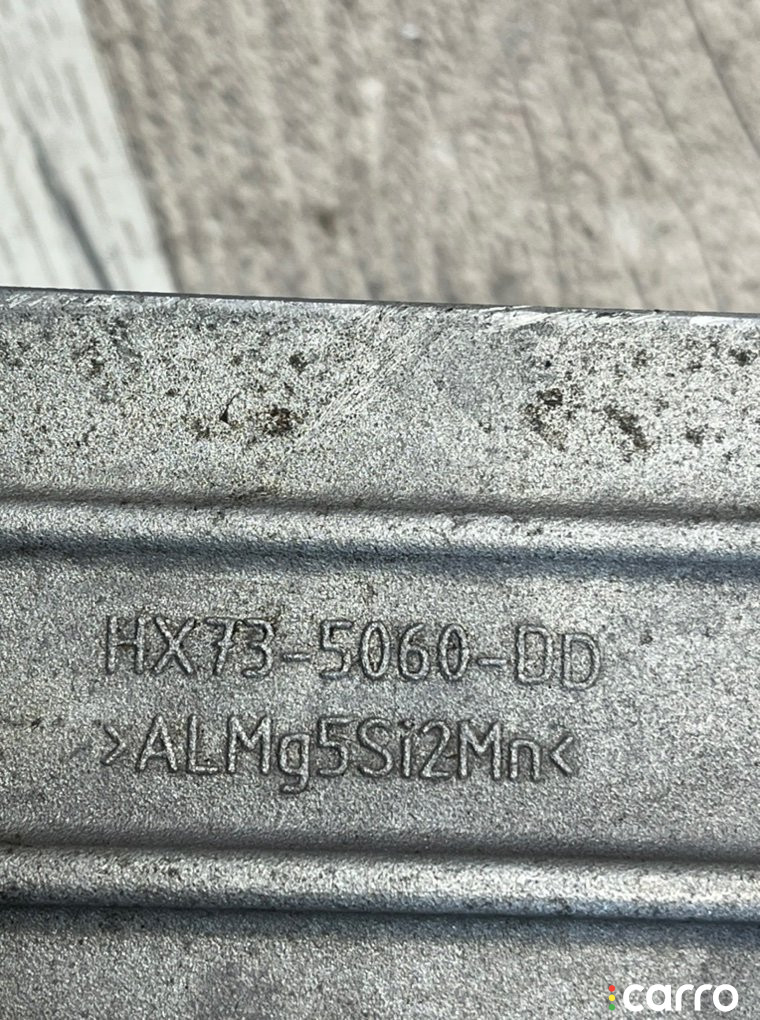 HX73-5060-DD
>ALMg5Si2Mn<
carro